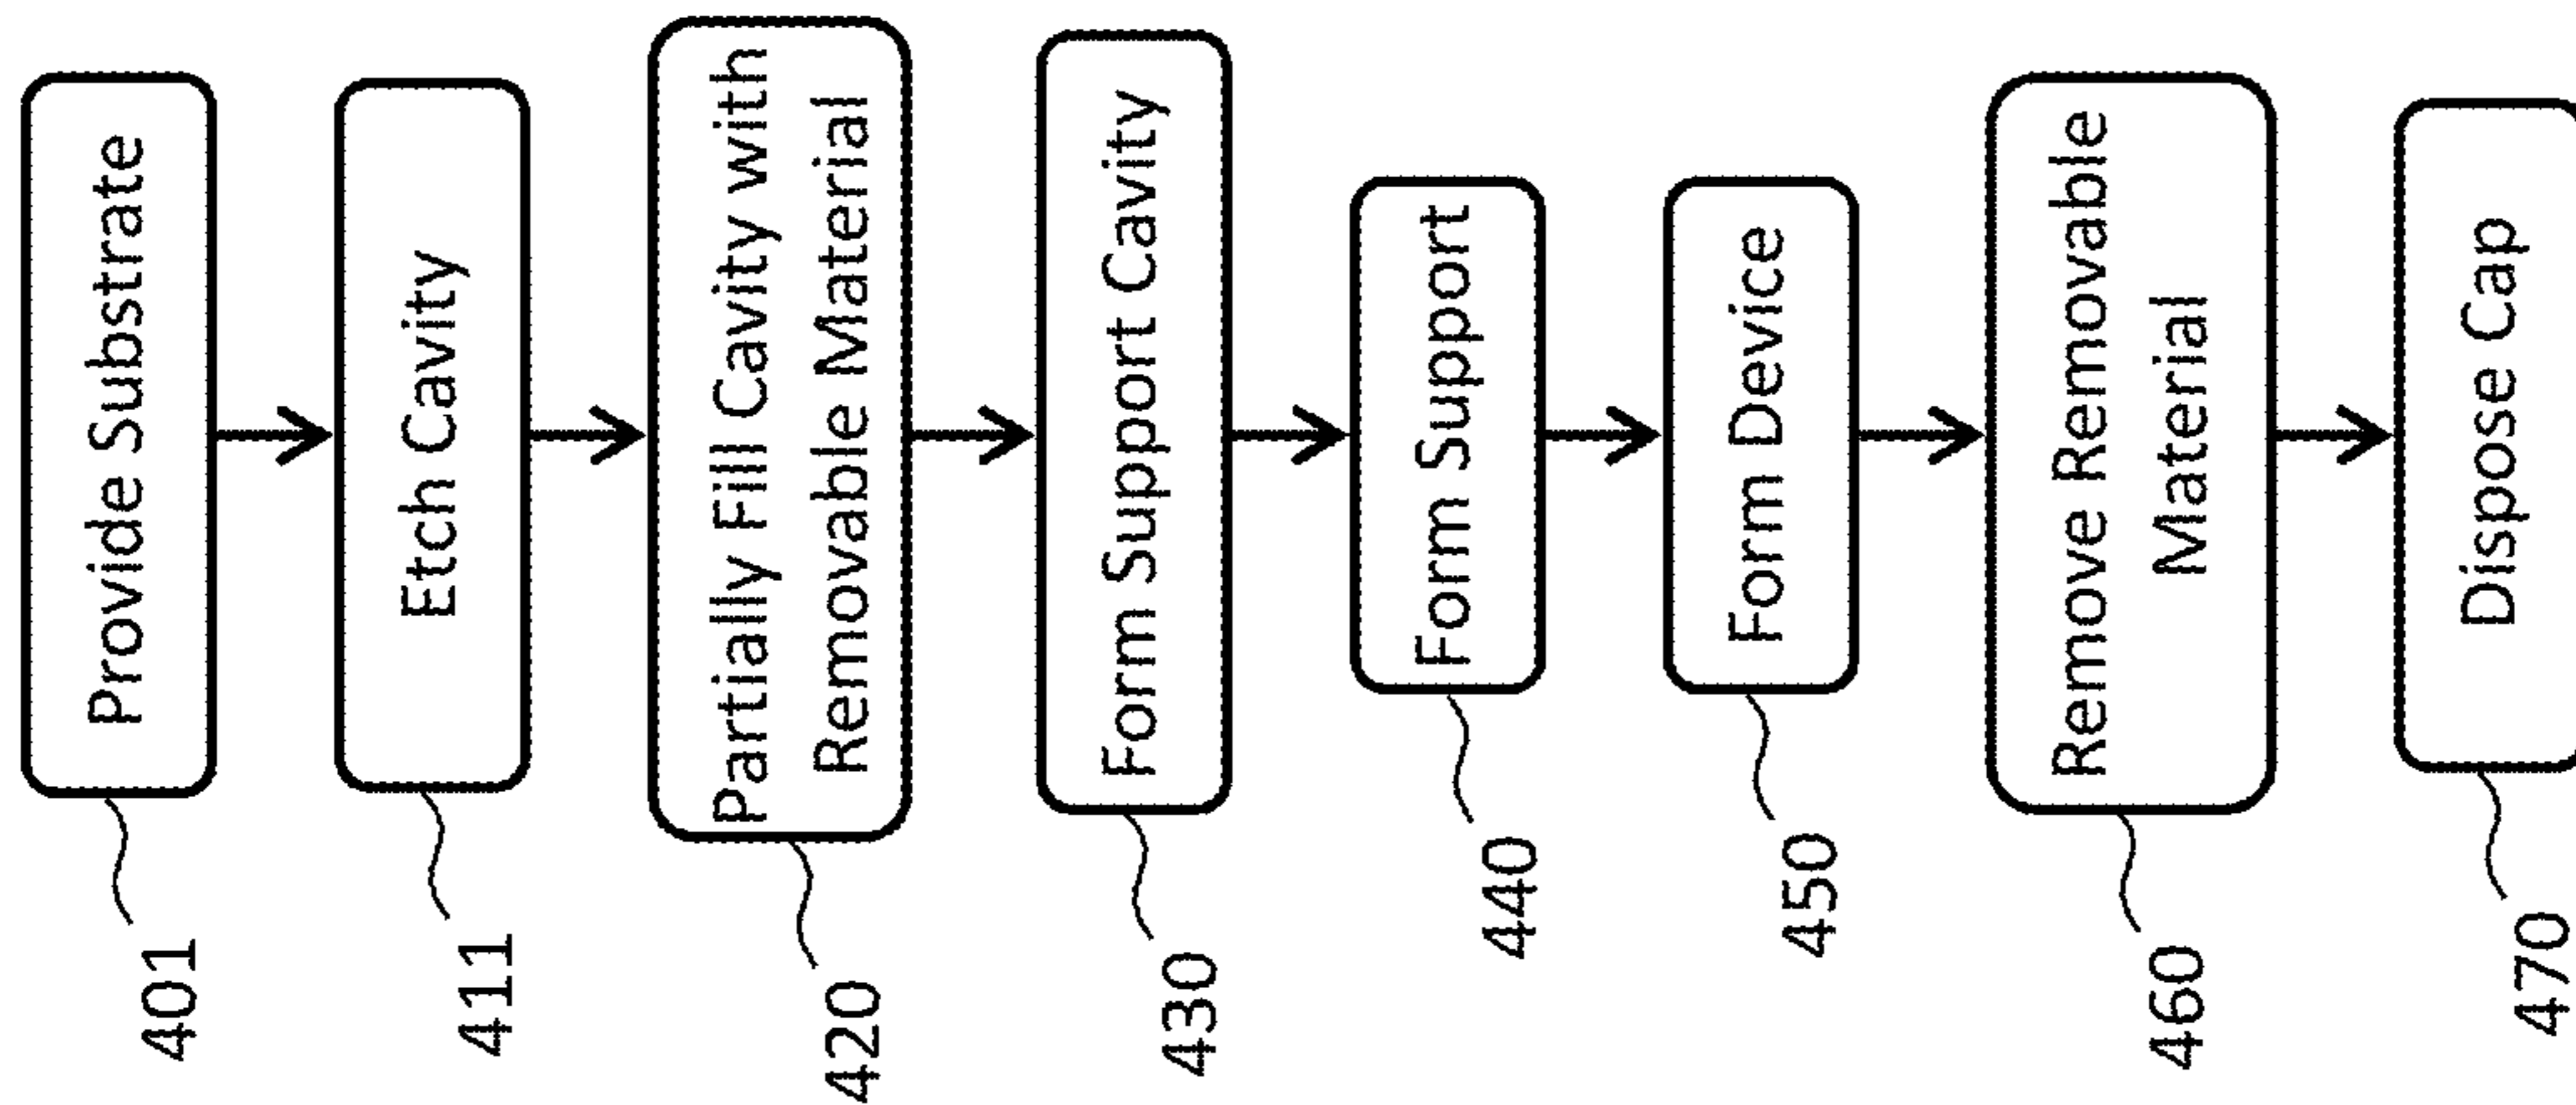 Provide Substrate
401
Etch Cavity
411
Partially Fill Cavity with
Removable Material
420
Form Support Cavity
430
Form Support
440
Form Device
450
Remove Removable
Material
460
Dispose Cap
470